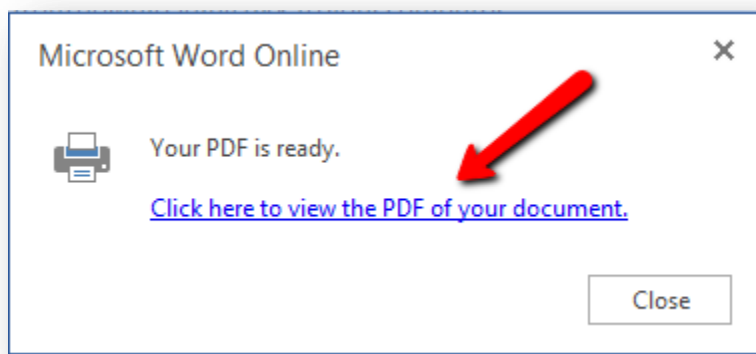 Microsoft Word Online
Your PDF is ready.
Click here to view the PDF of your document.
Close